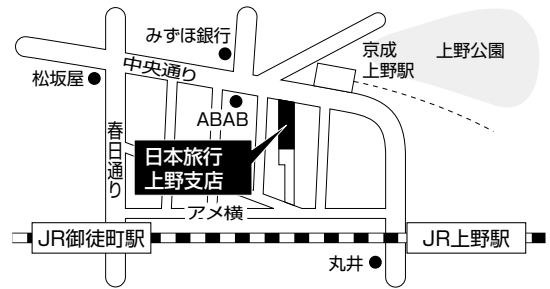 みずほ銀行
京成
上野駅
上野公園
中央通り
松坂屋
ABAB
春日通り
日本旅行
上野支店
アメ横
JR御徒町駅
JR上野駅
丸井